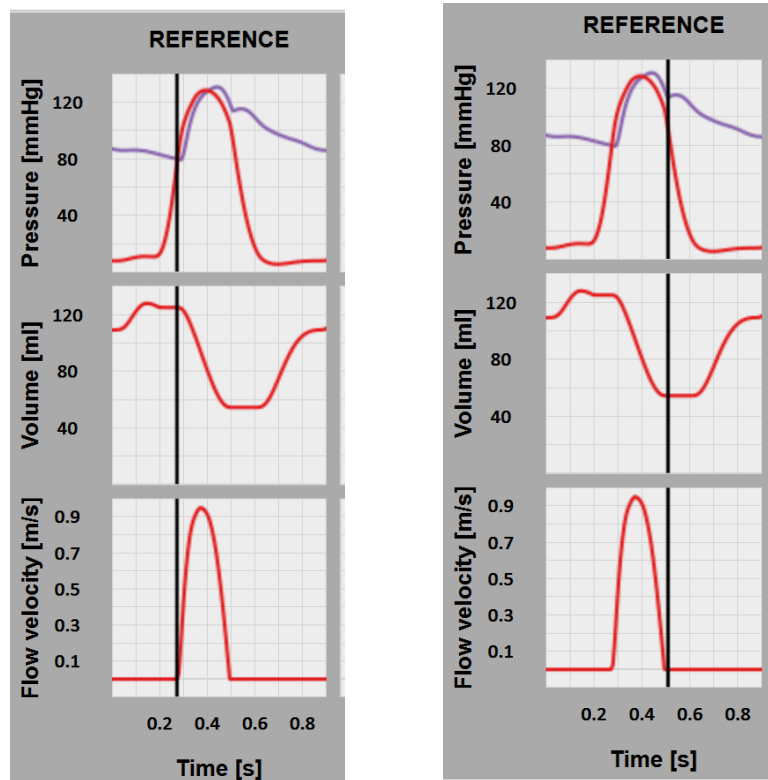 REFERENCE
Pressure [mmHg]
120
80
40
Volume [ml]
120
80
40
Flow velocity [m/s]
0.9
0.7
0.5
0.3
0.1
0.2 0.4 0.6 0.8
Time [s]
REFERENCE
Pressure [mmHg]
120
80
40
Volume [ml]
120
80
40
Flow velocity [m/s]
0.9
0.7
0.5
0.3
0.1
0.2 0.4 0.6 0.8
Time [s]